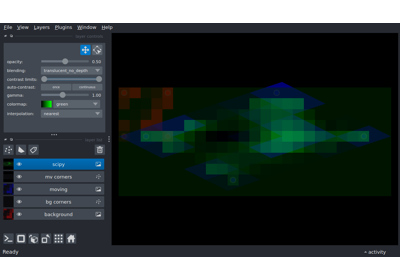 File View Layers Plugins Window Help
opacity: 0.50
blending: translucent_no_depth
contrast limits:
auto-contrast: once continuous
gamma: 1.00
colormap: green
interpolation: nearest
scipy
mv corners
moving
bg corners
background
Ready
activity